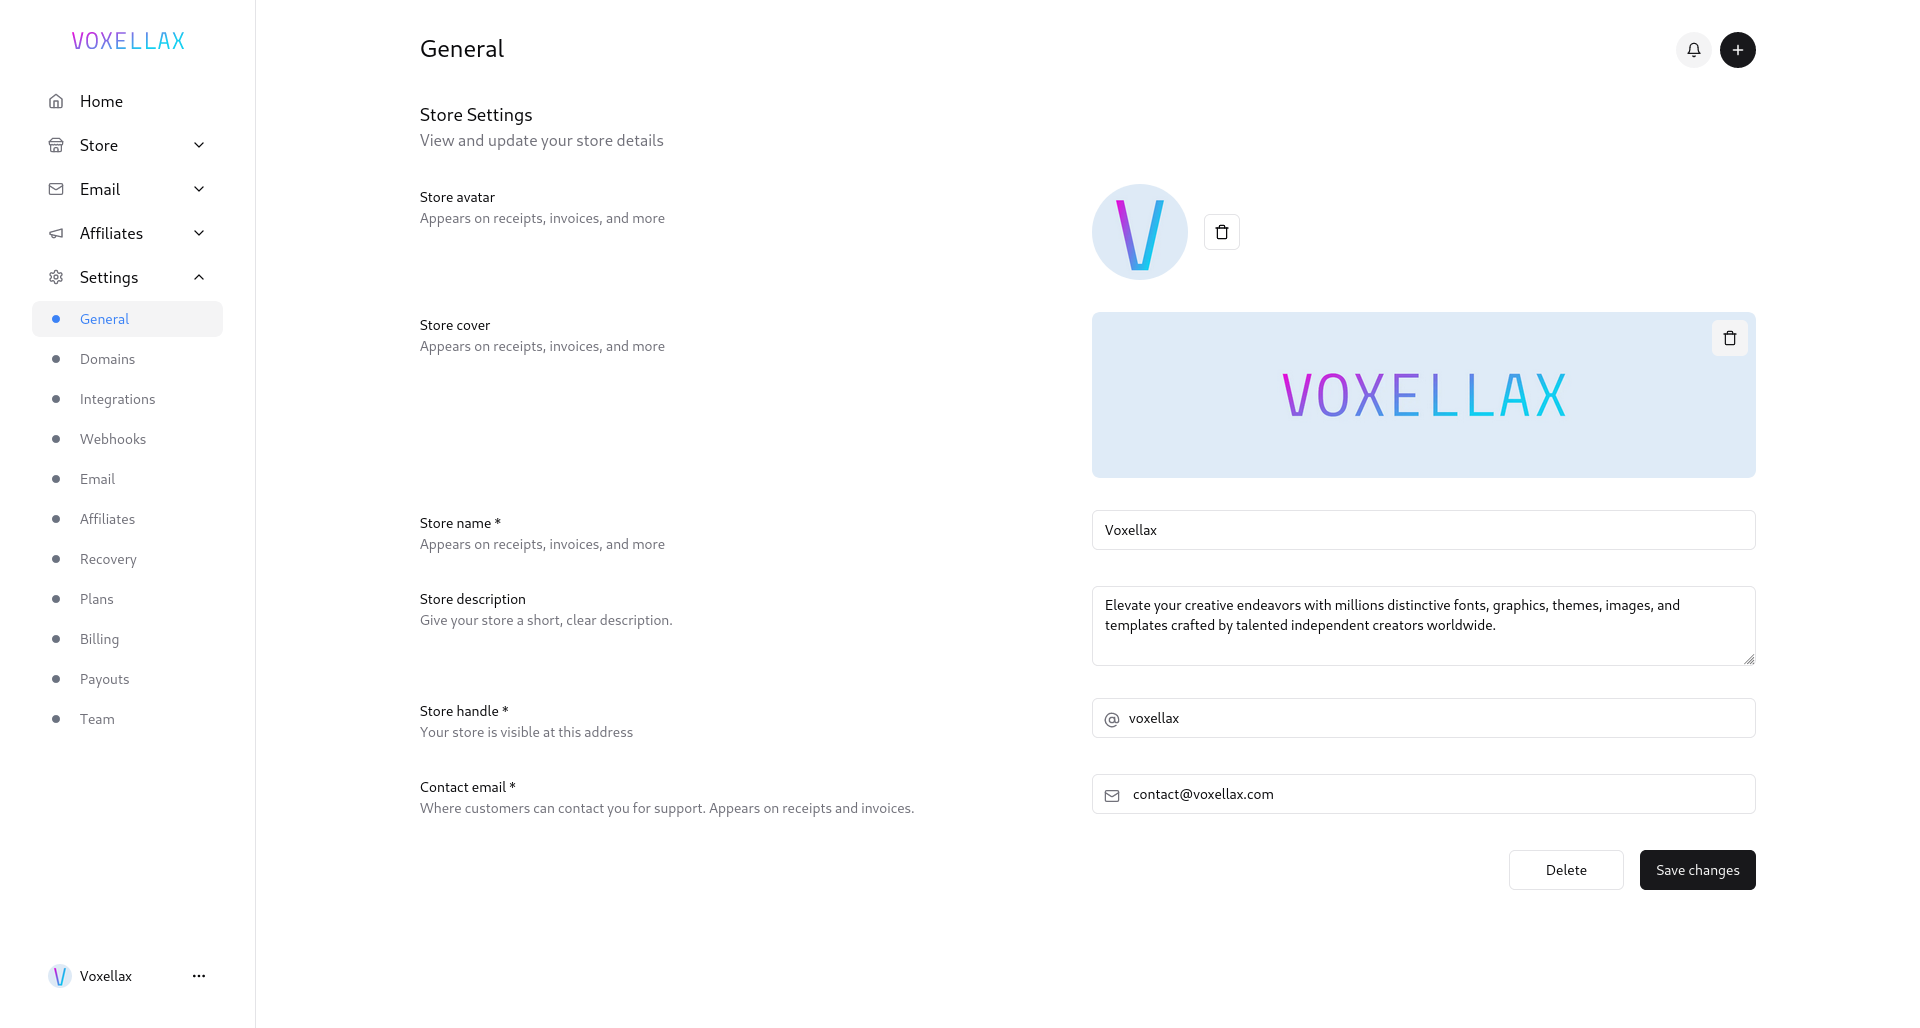 VOXELLAX
Home
Store
Email
Affiliates
Settings
General
Domains
Integrations
Webhooks
Email
Affiliates
Recovery
Plans
Billing
Payouts
Team
V Voxellax
General
Store Settings
View and update your store details
Store avatar
Appears on receipts, invoices, and more
V
Store cover
Appears on receipts, invoices, and more
VOXELLAX
Store name *
Appears on receipts, invoices, and more
Voxellax
Store description
Give your store a short, clear description.
Elevate your creative endeavors with millions distinctive fonts, graphics, themes, images, and
templates crafted by talented independent creators worldwide.
Store handle *
Your store is visible at this address
@ voxellax
Contact email *
Where customers can contact you for support. Appears on receipts and invoices.
contact@voxellax.com
Delete
Save changes